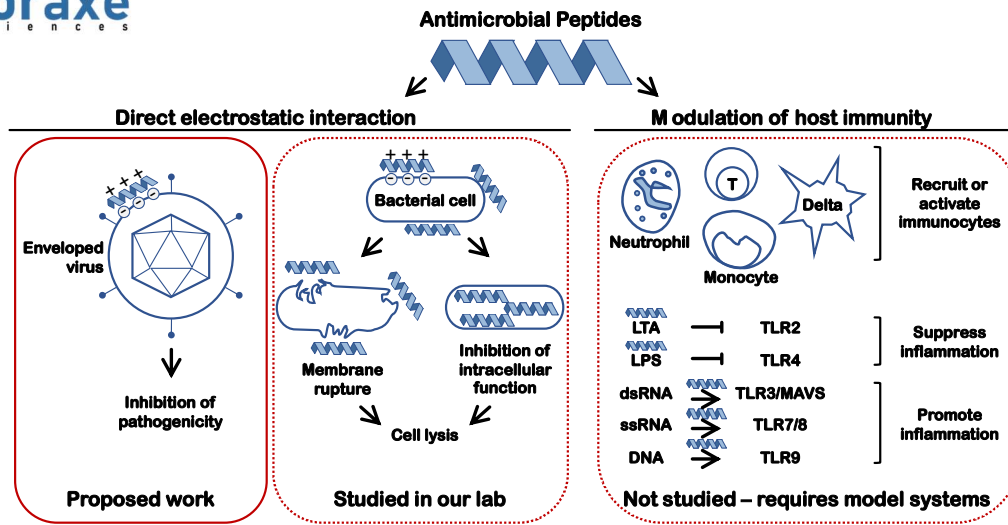 Antimicrobial Peptides
Direct electrostatic interaction
Modulation of host immunity
+ + +
- - -
Enveloped
virus
Inhibition of
pathogenicity
Proposed work
+ + +
- - -
Bacterial cell
Membrane
rupture
Inhibition of
intracellular
function
Cell lysis
Studied in our lab
Neutrophil
T
Monocyte
Delta
Recruit or
activate
immunocytes
LTA TLR2
LPS TLR4
Suppress
inflammation
dsRNA TLR3/MAVS
ssRNA TLR7/8
DNA TLR9
Promote
inflammation
Not studied – requires model systems